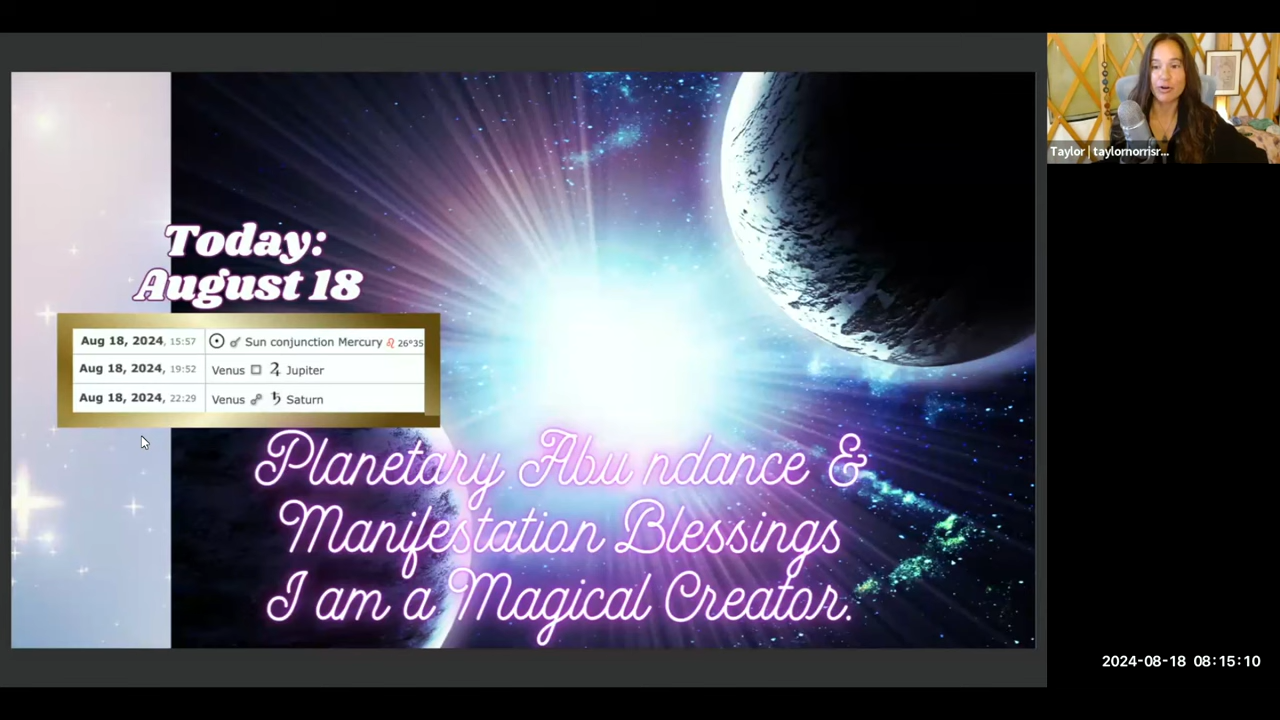 Taylor | taylornorrisr...
Today:
August 18
Aug 18, 2024, 15:57 ☉ ☌ Sun conjunction Mercury ♌ 26°35
Aug 18, 2024, 19:52 Venus □ ♃ Jupiter
Aug 18, 2024, 22:29 Venus ☍ ♄ Saturn
Planetary Abu ndance &
Manifestation Blessings
I am a Magical Creator.
2024-08-18 08:15:10